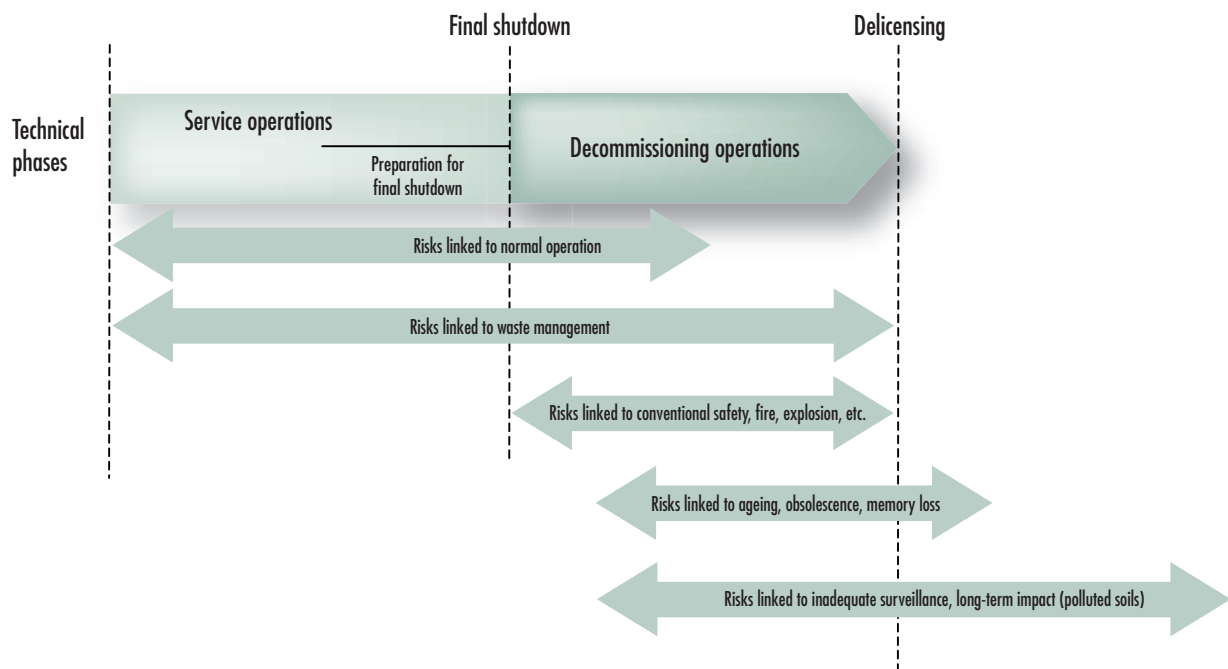 Final shutdown
Delicensing
Technical
phases
Service operations
Preparation for
final shutdown
Decommissioning operations
Risks linked to normal operation
Risks linked to waste management
Risks linked to conventional safety, fire, explosion, etc.
Risks linked to ageing, obsolescence, memory loss
Risks linked to inadequate surveillance, long-term impact (polluted soils)